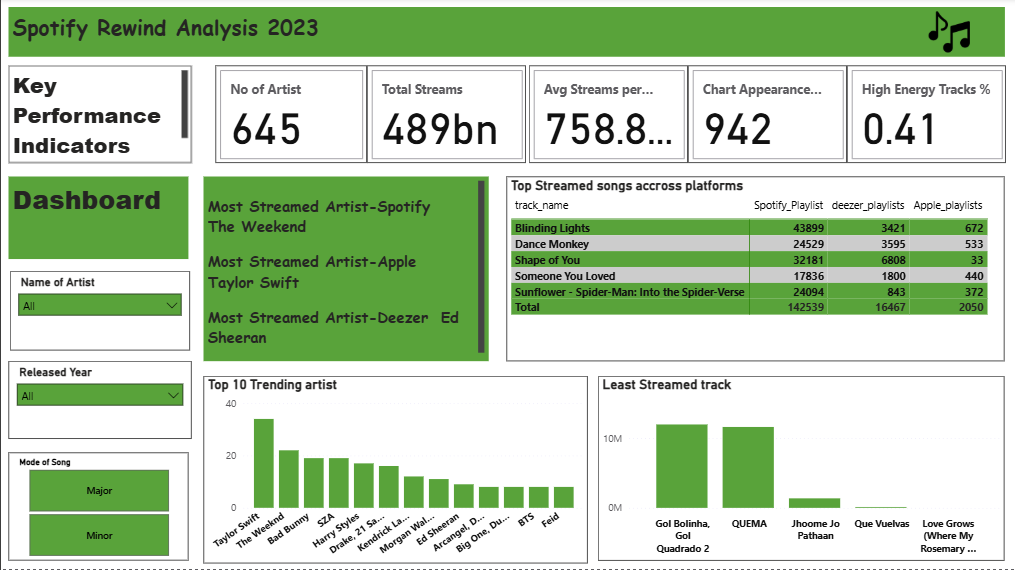 Spotify Rewind Analysis 2023
Key
Performance
Indicators
No of Artist
645
Total Streams
489bn
Avg Streams per...
758.8...
Chart Appearance...
942
High Energy Tracks %
0.41
Dashboard
Name of Artist
All
Released Year
All
Mode of Song
Major
Minor
Most Streamed Artist-Spotify
The Weekend
Most Streamed Artist-Apple
Taylor Swift
Most Streamed Artist-Deezer Ed
Sheeran
Top Streamed songs accross platforms
track_name Spotify_Playlist deezer_playlists Apple_playlists
Blinding Lights 43899 3421 672
Dance Monkey 24529 3595 533
Shape of You 32181 6808 33
Someone You Loved 17836 1800 440
Sunflower - Spider-Man: Into the Spider-Verse 24094 843 372
Total 142539 16467 2050
Top 10 Trending artist
40
20
0
Taylor Swift
The Weeknd
Bad Bunny
SZA
Harry Styles
Drake, 21 Sa...
Kendrick La...
Morgan Wal...
Ed Sheeran
Arcangel, D...
Big One, Du...
BTS
Feid
Least Streamed track
10M
0M
Gol Bolinha,
Gol
Quadrado 2
QUEMA
Jhoome Jo
Pathaan
Que Vuelvas
Love Grows
(Where My
Rosemary ...